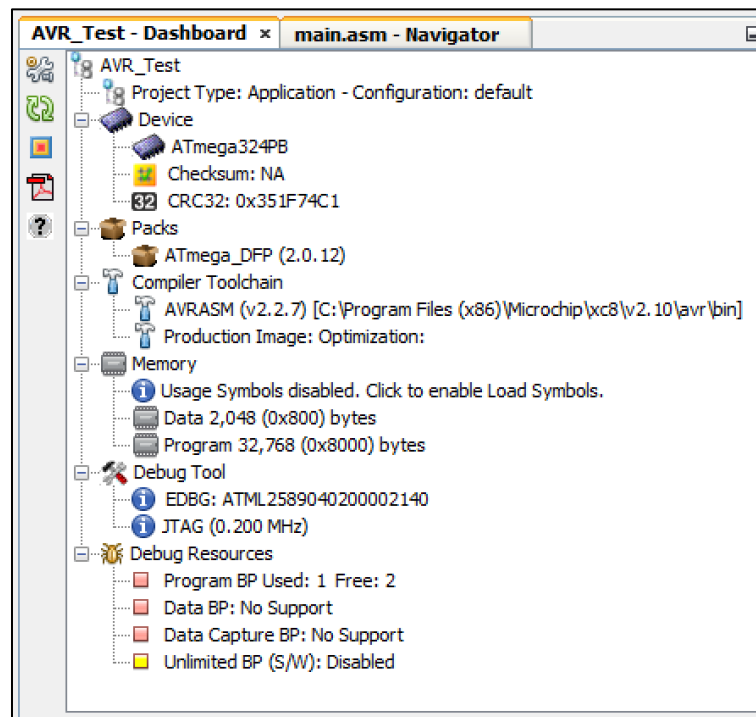 AVR_Test - Dashboard × main.asm - Navigator
AVR_Test
Project Type: Application - Configuration: default
Device
ATmega324PB
Checksum: NA
32 CRC32: 0x351F74C1
Packs
ATmega_DFP (2.0.12)
Compiler Toolchain
AVRASM (v2.2.7) [C:\Program Files (x86)\Microchip\xc8\v2.10\avr\bin]
Production Image: Optimization:
Memory
Usage Symbols disabled. Click to enable Load Symbols.
Data 2,048 (0x800) bytes
Program 32,768 (0x8000) bytes
Debug Tool
EDBG: ATML2589040200002140
JTAG (0.200 MHz)
Debug Resources
Program BP Used: 1 Free: 2
Data BP: No Support
Data Capture BP: No Support
Unlimited BP (S/W): Disabled